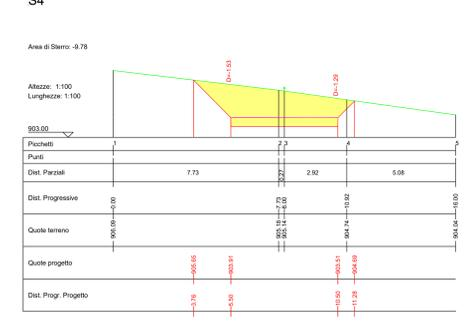 S4
Area di Sterro: -9.78
D=-1.53
D=-1.29
Altezze: 1:100
Lunghezze: 1:100
903.00
Picchetti 1 2 3 4 5
Punti
Dist. Parziali 7.73 0.27 2.92 5.08
Dist. Progressive -0.00 -7.73 -8.00 -10.92 -16.00
Quote terreno 906.09 905.18 905.14 904.74 904.04
Quote progetto 905.65 903.91 903.51 904.69
Dist. Progr. Progetto -3.76 -5.50 -10.50 -11.28